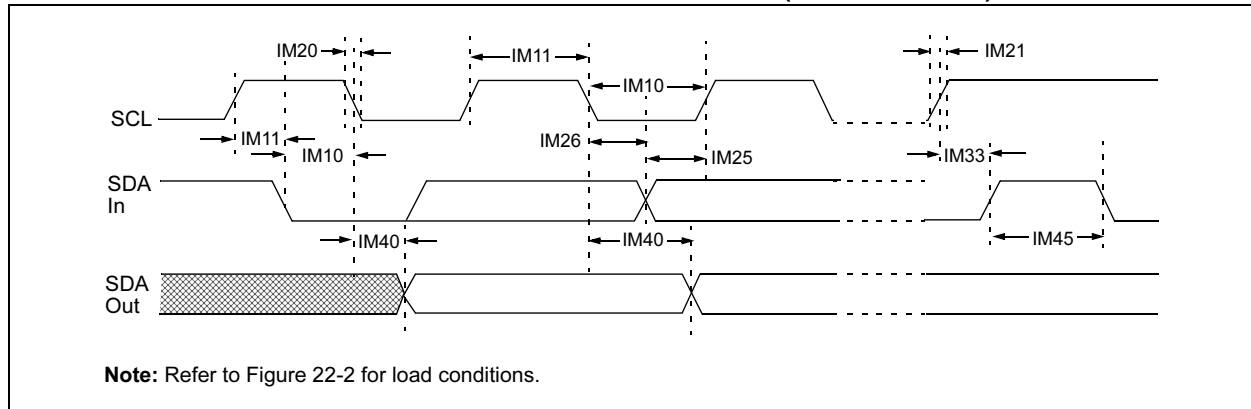 IM20
IM11
IM21
IM10
SCL
IM11
IM10
IM26
IM25
IM33
SDA
In
IM40
IM40
IM45
SDA
Out
Note: Refer to Figure 22-2 for load conditions.